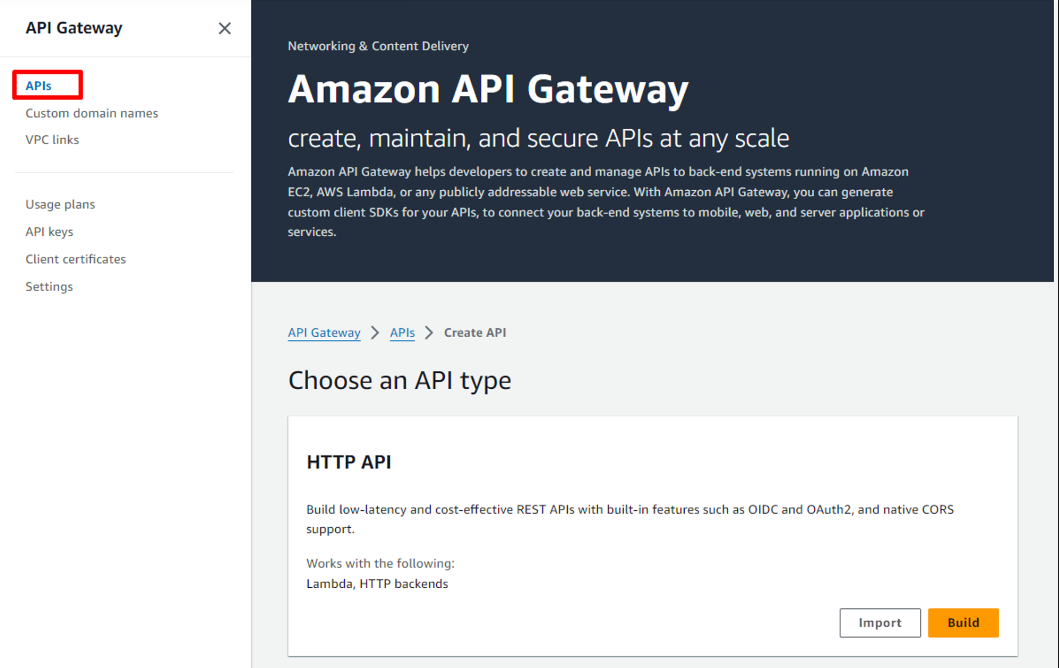 API Gateway
APIs
Custom domain names
VPC links
Usage plans
API keys
Client certificates
Settings
Networking & Content Delivery
Amazon API Gateway
create, maintain, and secure APIs at any scale
Amazon API Gateway helps developers to create and manage APIs to back-end systems running on Amazon
EC2, AWS Lambda, or any publicly addressable web service. With Amazon API Gateway, you can generate
custom client SDKs for your APIs, to connect your back-end systems to mobile, web, and server applications or
services.
API Gateway > APIs > Create API
Choose an API type
HTTP API
Build low-latency and cost-effective REST APIs with built-in features such as OIDC and OAuth2, and native CORS
support.
Works with the following:
Lambda, HTTP backends
Import Build